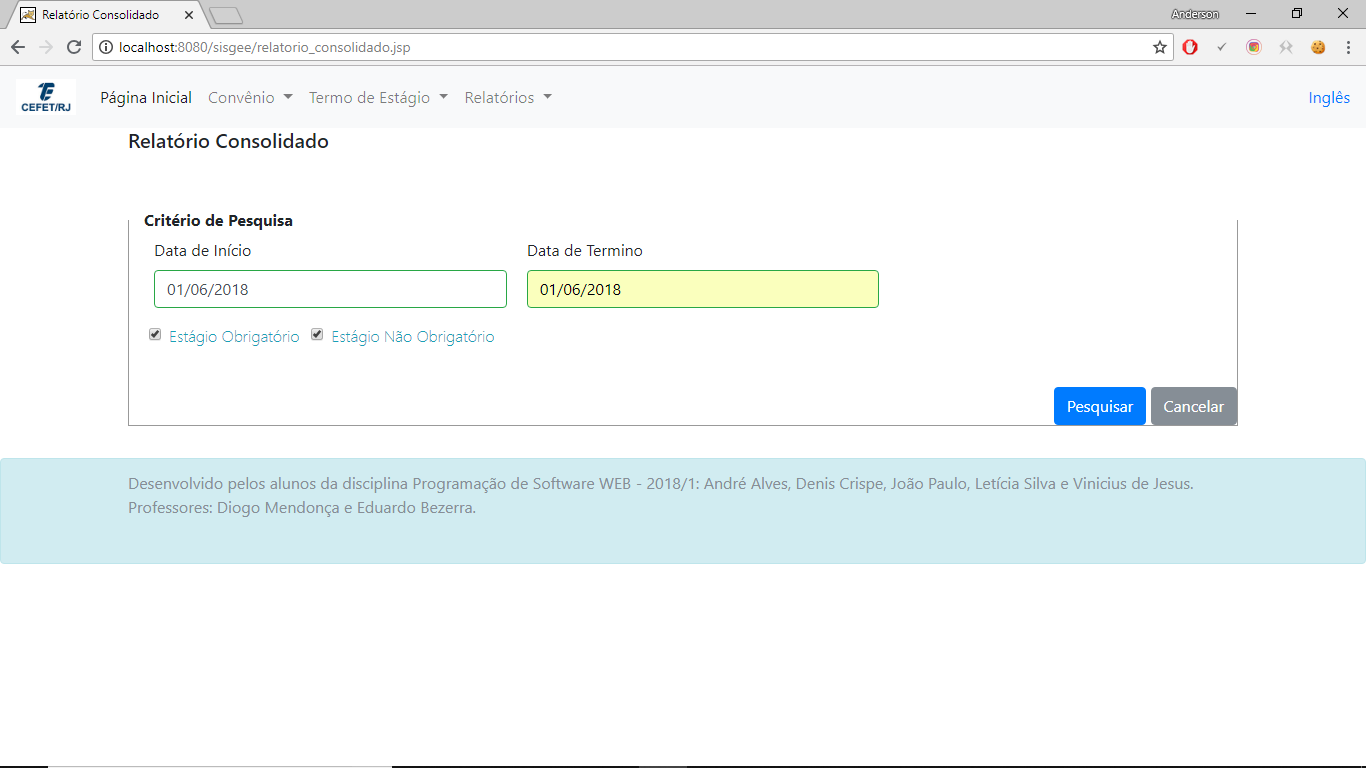 Relatório Consolidado
Anderson
localhost:8080/sisgee/relatorio_consolidado.jsp
CEFET/RJ
Página Inicial Convênio Termo de Estágio Relatórios Inglês
Relatório Consolidado
Critério de Pesquisa
Data de Início Data de Termino
01/06/2018 01/06/2018
Estágio Obrigatório Estágio Não Obrigatório
Pesquisar Cancelar
Desenvolvido pelos alunos da disciplina Programação de Software WEB - 2018/1: André Alves, Denis Crispe, João Paulo, Letícia Silva e Vinicius de Jesus.
Professores: Diogo Mendonça e Eduardo Bezerra.